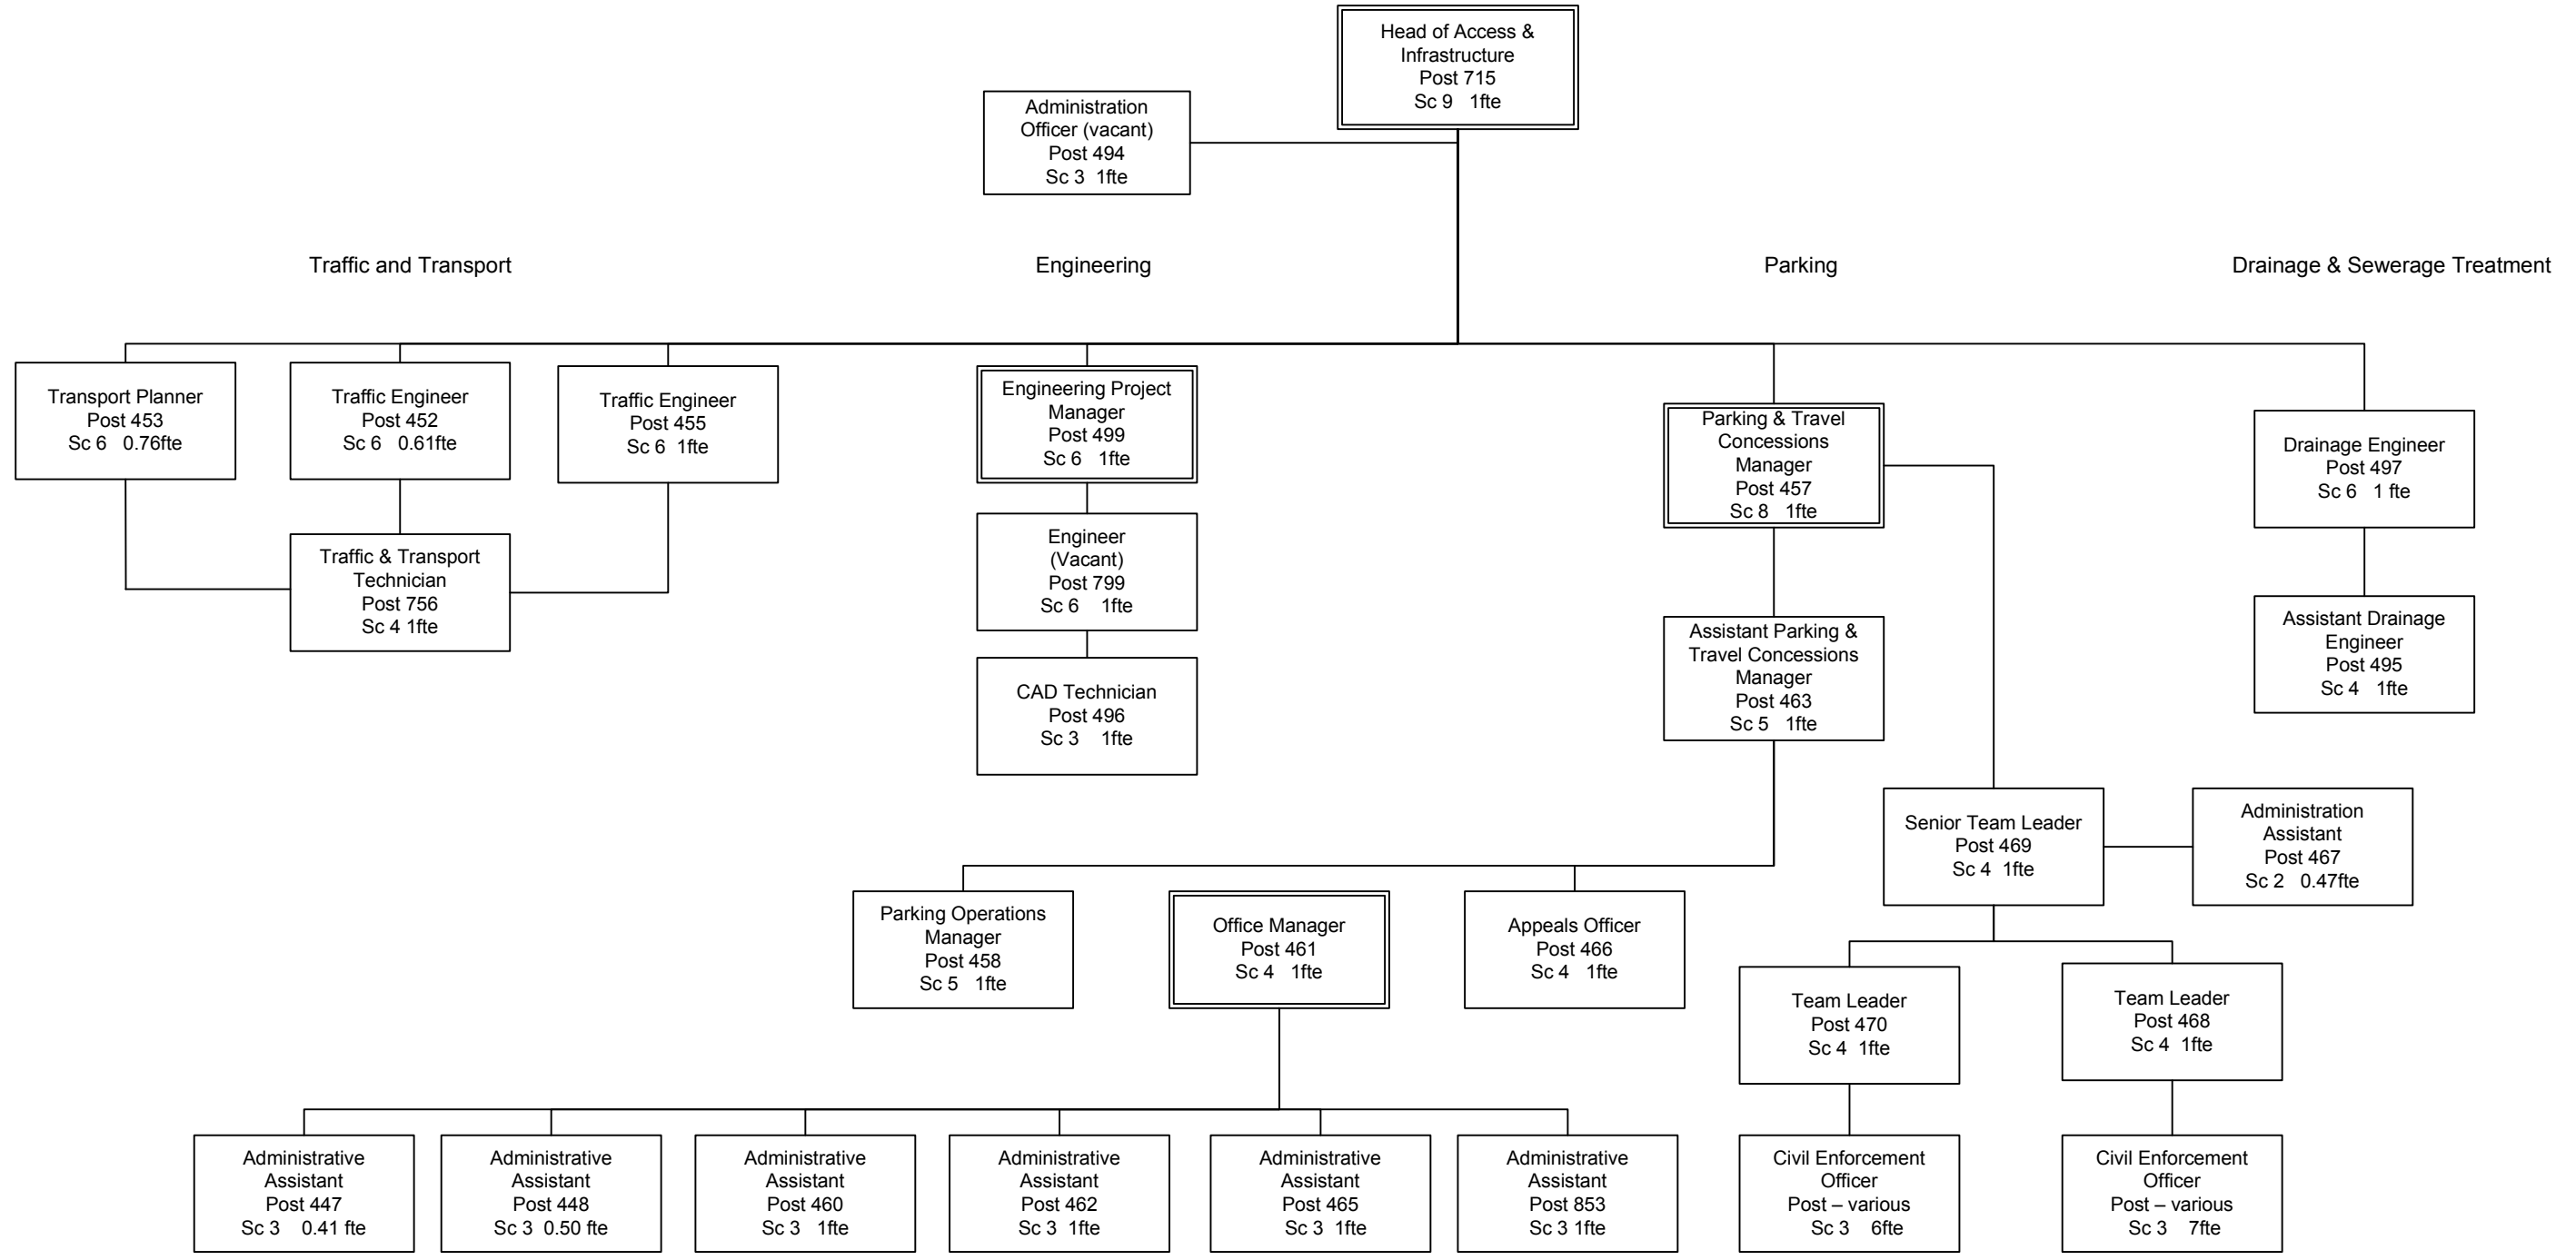 Head of Access &
Infrastructure
Post 715
Sc 9 1fte
Administration
Officer (vacant)
Post 494
Sc 3 1fte
Traffic and Transport
Engineering
Parking
Drainage & Sewerage Treatment
Transport Planner
Post 453
Sc 6 0.76fte
Traffic Engineer
Post 452
Sc 6 0.61fte
Traffic Engineer
Post 455
Sc 6 1fte
Engineering Project
Manager
Post 499
Sc 6 1fte
Parking & Travel
Concessions
Manager
Post 457
Sc 8 1fte
Drainage Engineer
Post 497
Sc 6 1 fte
Traffic & Transport
Technician
Post 756
Sc 4 1fte
Engineer
(Vacant)
Post 799
Sc 6 1fte
Assistant Parking &
Travel Concessions
Manager
Post 463
Sc 5 1fte
Assistant Drainage
Engineer
Post 495
Sc 4 1fte
CAD Technician
Post 496
Sc 3 1fte
Senior Team Leader
Post 469
Sc 4 1fte
Administration
Assistant
Post 467
Sc 2 0.47fte
Parking Operations
Manager
Post 458
Sc 5 1fte
Office Manager
Post 461
Sc 4 1fte
Appeals Officer
Post 466
Sc 4 1fte
Team Leader
Post 470
Sc 4 1fte
Team Leader
Post 468
Sc 4 1fte
Administrative
Assistant
Post 447
Sc 3 0.41 fte
Administrative
Assistant
Post 448
Sc 3 0.50 fte
Administrative
Assistant
Post 460
Sc 3 1fte
Administrative
Assistant
Post 462
Sc 3 1fte
Administrative
Assistant
Post 465
Sc 3 1fte
Administrative
Assistant
Post 853
Sc 3 1fte
Civil Enforcement
Officer
Post – various
Sc 3 6fte
Civil Enforcement
Officer
Post – various
Sc 3 7fte